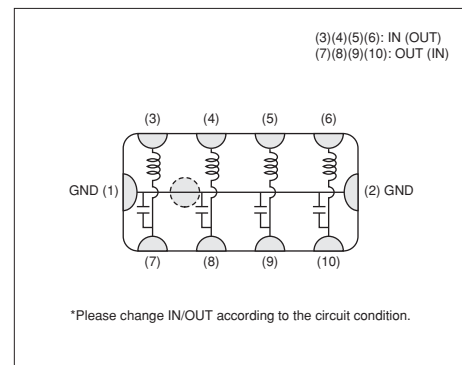 (3)(4)(5)(6): IN (OUT)
(7)(8)(9)(10): OUT (IN)
(3) (4) (5) (6)
GND (1) (2) GND
(7) (8) (9) (10)
*Please change IN/OUT according to the circuit condition.